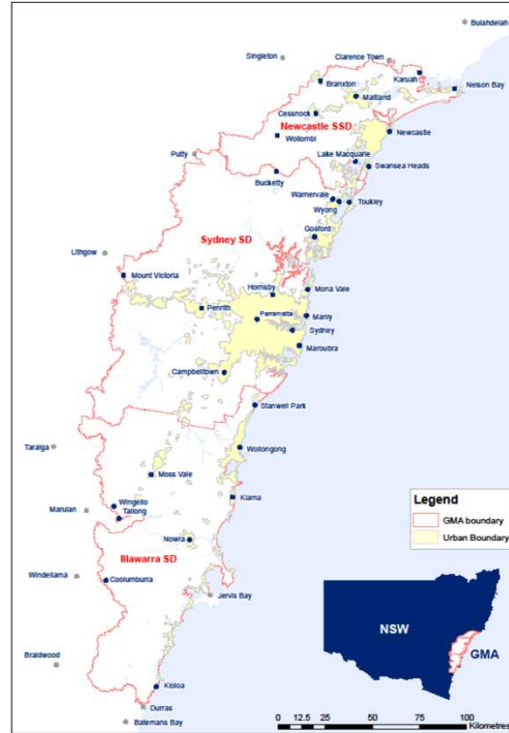 Bulahdelah
Singleton
Clarence Town
Karuah
Branxton
Nelson Bay
Maitland
Cessnock
Newcastle SSD
Newcastle
Wollombi
Lake Macquarie
Putty
Swansea Heads
Bucketty
Warnervale
Toukley
Wyong
Gosford
Sydney SD
Lithgow
Mount Victoria
Hornsby
Mona Vale
Penrith
Parramatta
Manly
Sydney
Maroubra
Campbelltown
Stanwell Park
Taralga
Wollongong
Moss Vale
Kiama
Legend
GMA boundary
Urban Boundary
Wingello
Marulan
Tallong
Nowra
Illawarra SD
Windellama
Coolumburra
Jervis Bay
NSW
GMA
Braidwood
Kioloa
Durras
Batemans Bay
0 12.5 25 50 75 100
Kilometres